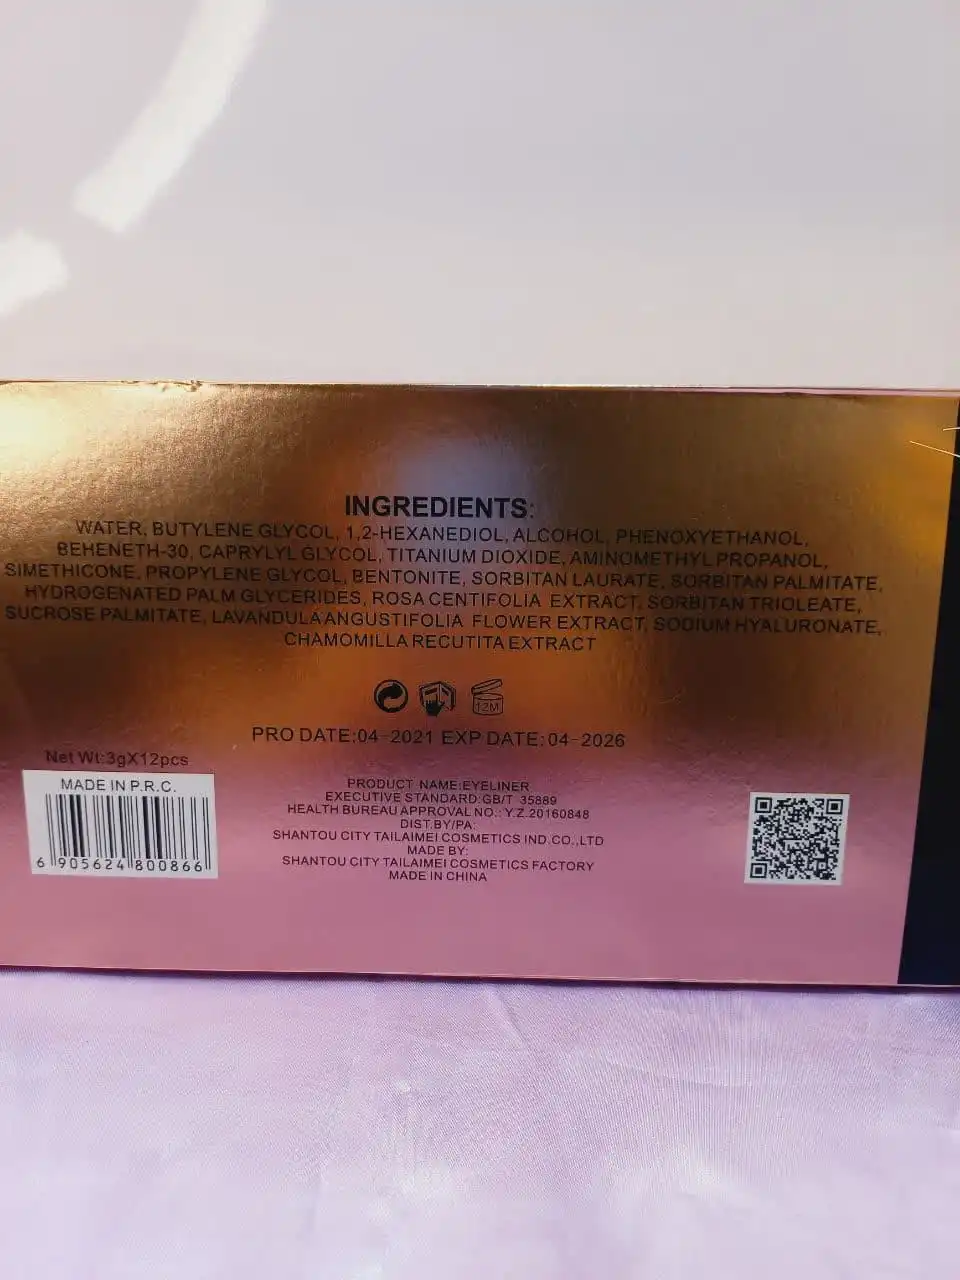 INGREDIENTS:
WATER, BUTYLENE GLYCOL, 1,2-HEXANEDIOL, ALCOHOL, PHENOXYETHANOL,
BEHENETH-30, CAPRYLYL GLYCOL, TITANIUM DIOXIDE, AMINOMETHYL PROPANOL,
SIMETHICONE, PROPYLENE GLYCOL, BENTONITE, SORBITAN LAURATE, SORBITAN PALMITATE,
HYDROGENATED PALM GLYCERIDES, ROSA CENTIFOLIA EXTRACT, SORBITAN TRIOLEATE,
SUCROSE PALMITATE, LAVANDULA ANGUSTIFOLIA FLOWER EXTRACT, SODIUM HYALURONATE,
CHAMOMILLA RECUTITA EXTRACT
12M
PRO DATE:04-2021 EXP DATE:04-2026
Net Wt:3gX12pcs
MADE IN P.R.C.
6 905624 800866
PRODUCT NAME:EYELINER
EXECUTIVE STANDARD:GB/T 35889
HEALTH BUREAU APPROVAL NO.: Y.Z.20160848
DIST.BY/PA:
SHANTOU CITY TAILAIMEI COSMETICS IND.CO.,LTD
MADE BY:
SHANTOU CITY TAILAIMEI COSMETICS FACTORY
MADE IN CHINA